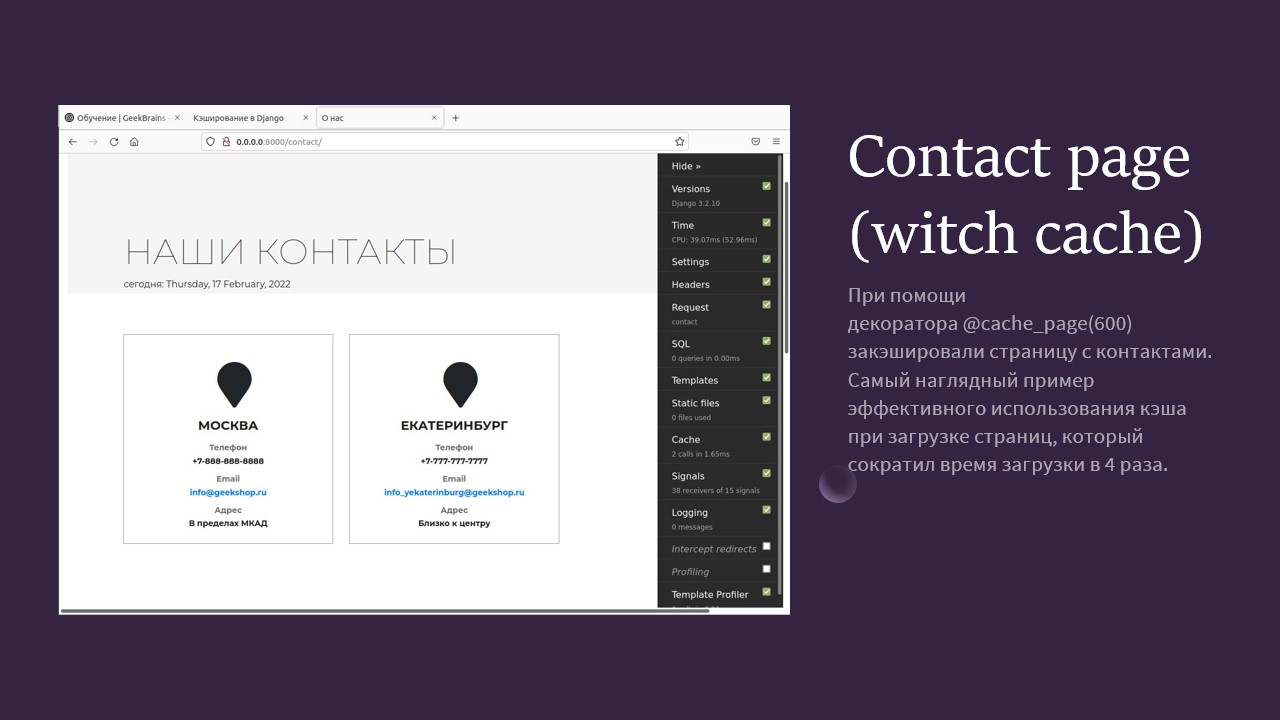 Обучение | GeekBrains
Кэширование в Django
О нас
0.0.0.0:8000/contact/
НАШИ КОНТАКТЫ
сегодня: Thursday, 17 February, 2022
МОСКВА
Телефон
+7-888-888-8888
Email
info@geekshop.ru
Адрес
В пределах МКАД
ЕКАТЕРИНБУРГ
Телефон
+7-777-777-7777
Email
info_yekaterinburg@geekshop.ru
Адрес
Близко к центру
Hide »
Versions
Django 3.2.10
Time
CPU: 39.07ms (52.96ms)
Settings
Headers
Request
contact
SQL
0 queries in 0.00ms
Templates
Static files
0 files used
Cache
2 calls in 1.65ms
Signals
38 receivers of 15 signals
Logging
0 messages
Intercept redirects
Profiling
Template Profiler
Contact page
(witch cache)
При помощи
декоратора @cache_page(600)
закэшировали страницу с контактами.
Самый наглядный пример
эффективного использования кэша
при загрузке страниц, который
сократил время загрузки в 4 раза.